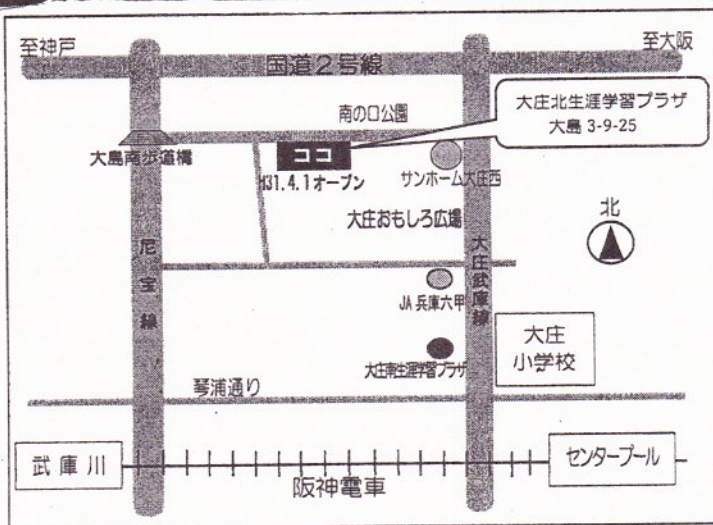 至神戸
至大阪
国道2号線
南の口公園
大庄北生涯学習プラザ
大島 3-9-25
大島南歩道橋
ココ
H31.4.1オープン
サンホーム大庄西
大庄おもしろ広場
北
尼宝線
大庄武庫線
JA兵庫六甲
大庄
小学校
大庄南生涯学習プラザ
琴浦通り
武庫川
センタープール
阪神電車